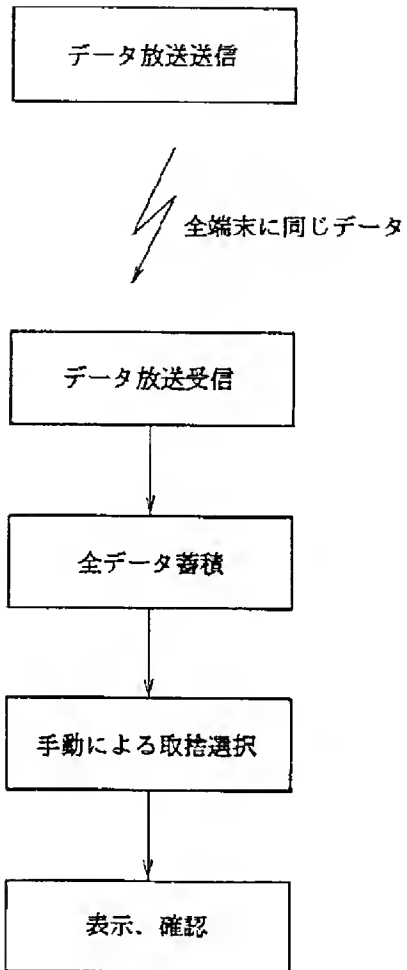 データ放送送信
全端末に同じデータ
データ放送受信
全データ蓄積
手動による取捨選択
表示、確認